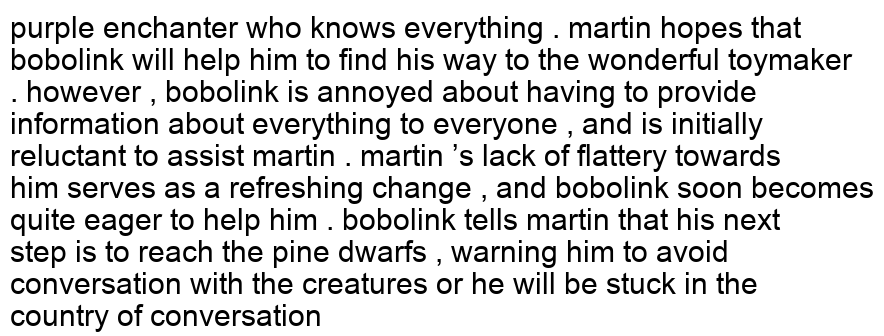 purple enchanter who knows everything . martin hopes that
bobolink will help him to find his way to the wonderful toymaker
. however , bobolink is annoyed about having to provide
information about everything to everyone , and is initially
reluctant to assist martin . martin ’s lack of flattery towards
him serves as a refreshing change , and bobolink soon becomes
quite eager to help him . bobolink tells martin that his next
step is to reach the pine dwarfs , warning him to avoid
conversation with the creatures or he will be stuck in the
country of conversation